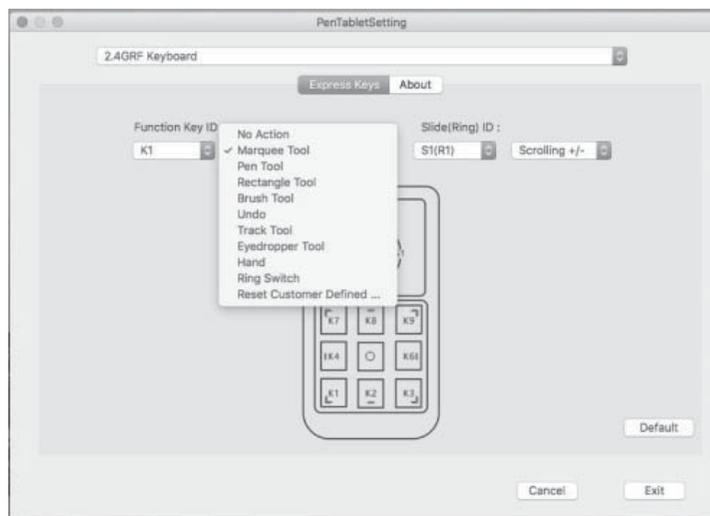 PenTabletSetting
2.4GRF Keyboard
Express Keys About
Function Key ID Slide(Ring) ID :
K1 S1(R1) Scrolling +/-
No Action
✓ Marquee Tool
Pen Tool
Rectangle Tool
Brush Tool
Undo
Track Tool
Eyedropper Tool
Hand
Ring Switch
Reset Customer Defined ...
K7 K8 K9
K4 K6
K1 K2 K3
Default
Cancel Exit